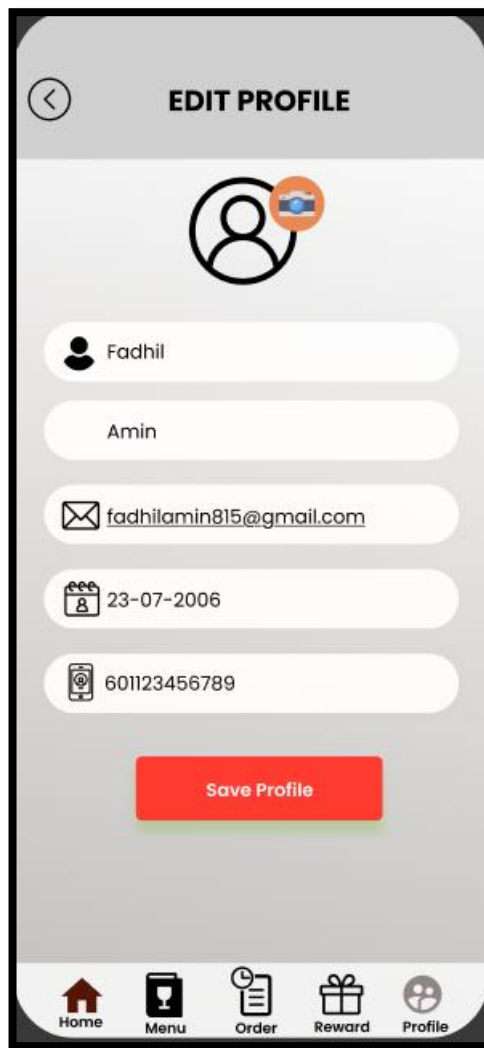 EDIT PROFILE
Fadhil
Amin
fadhilamin815@gmail.com
23-07-2006
601123456789
Save Profile
Home Menu Order Reward Profile